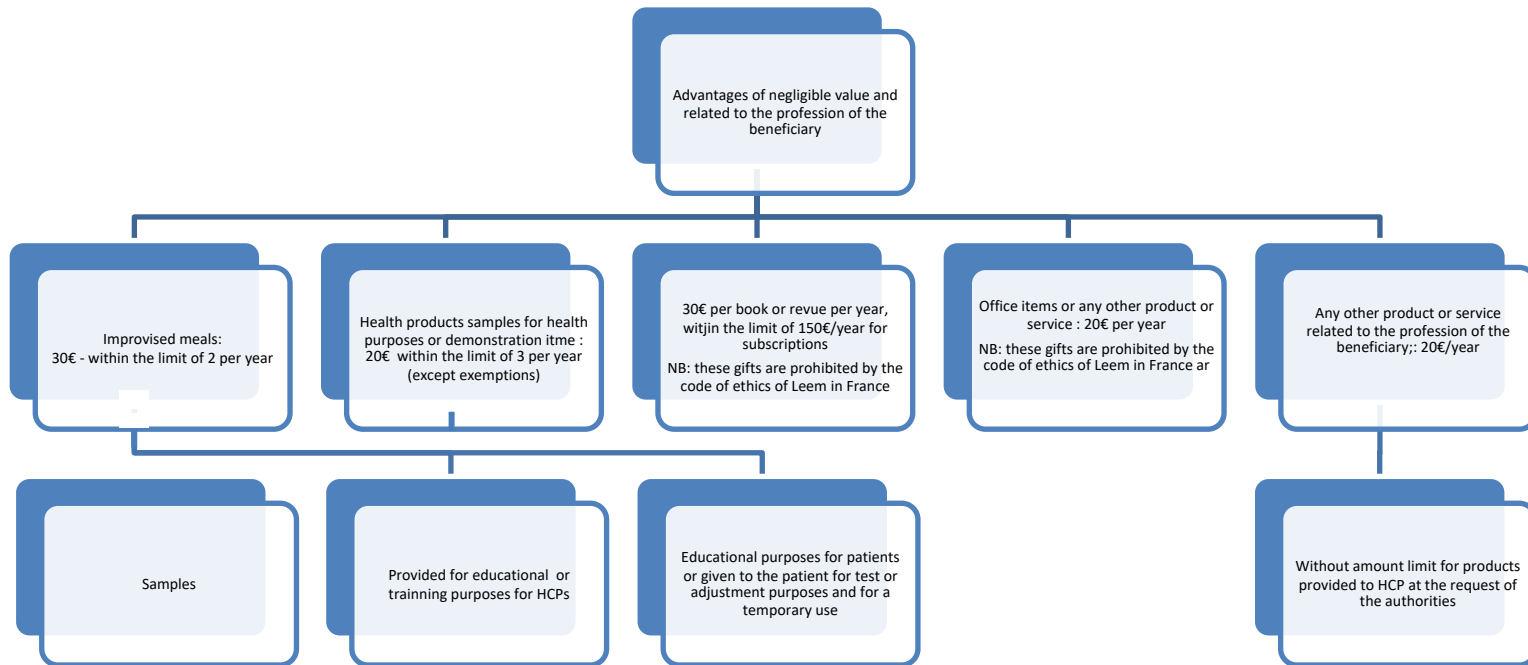 Advantages of negligible value and
related to the profession of the
beneficiary
Improvised meals:
30€ - within the limit of 2 per year
Health products samples for health
purposes or demonstration itme :
20€ within the limit of 3 per year
(except exemptions)
30€ per book or revue per year,
witjin the limit of 150€/year for
subscriptions
NB: these gifts are prohibited by the
code of ethics of Leem in France
Office items or any other product or
service : 20€ per year
NB: these gifts are prohibited by the
code of ethics of Leem in France ar
Any other product or service
related to the profession of the
beneficiary;: 20€/year
Samples
Provided for educational or
trainning purposes for HCPs
Educational purposes for patients
or given to the patient for test or
adjustment purposes and for a
temporary use
Without amount limit for products
provided to HCP at the request of
the authorities